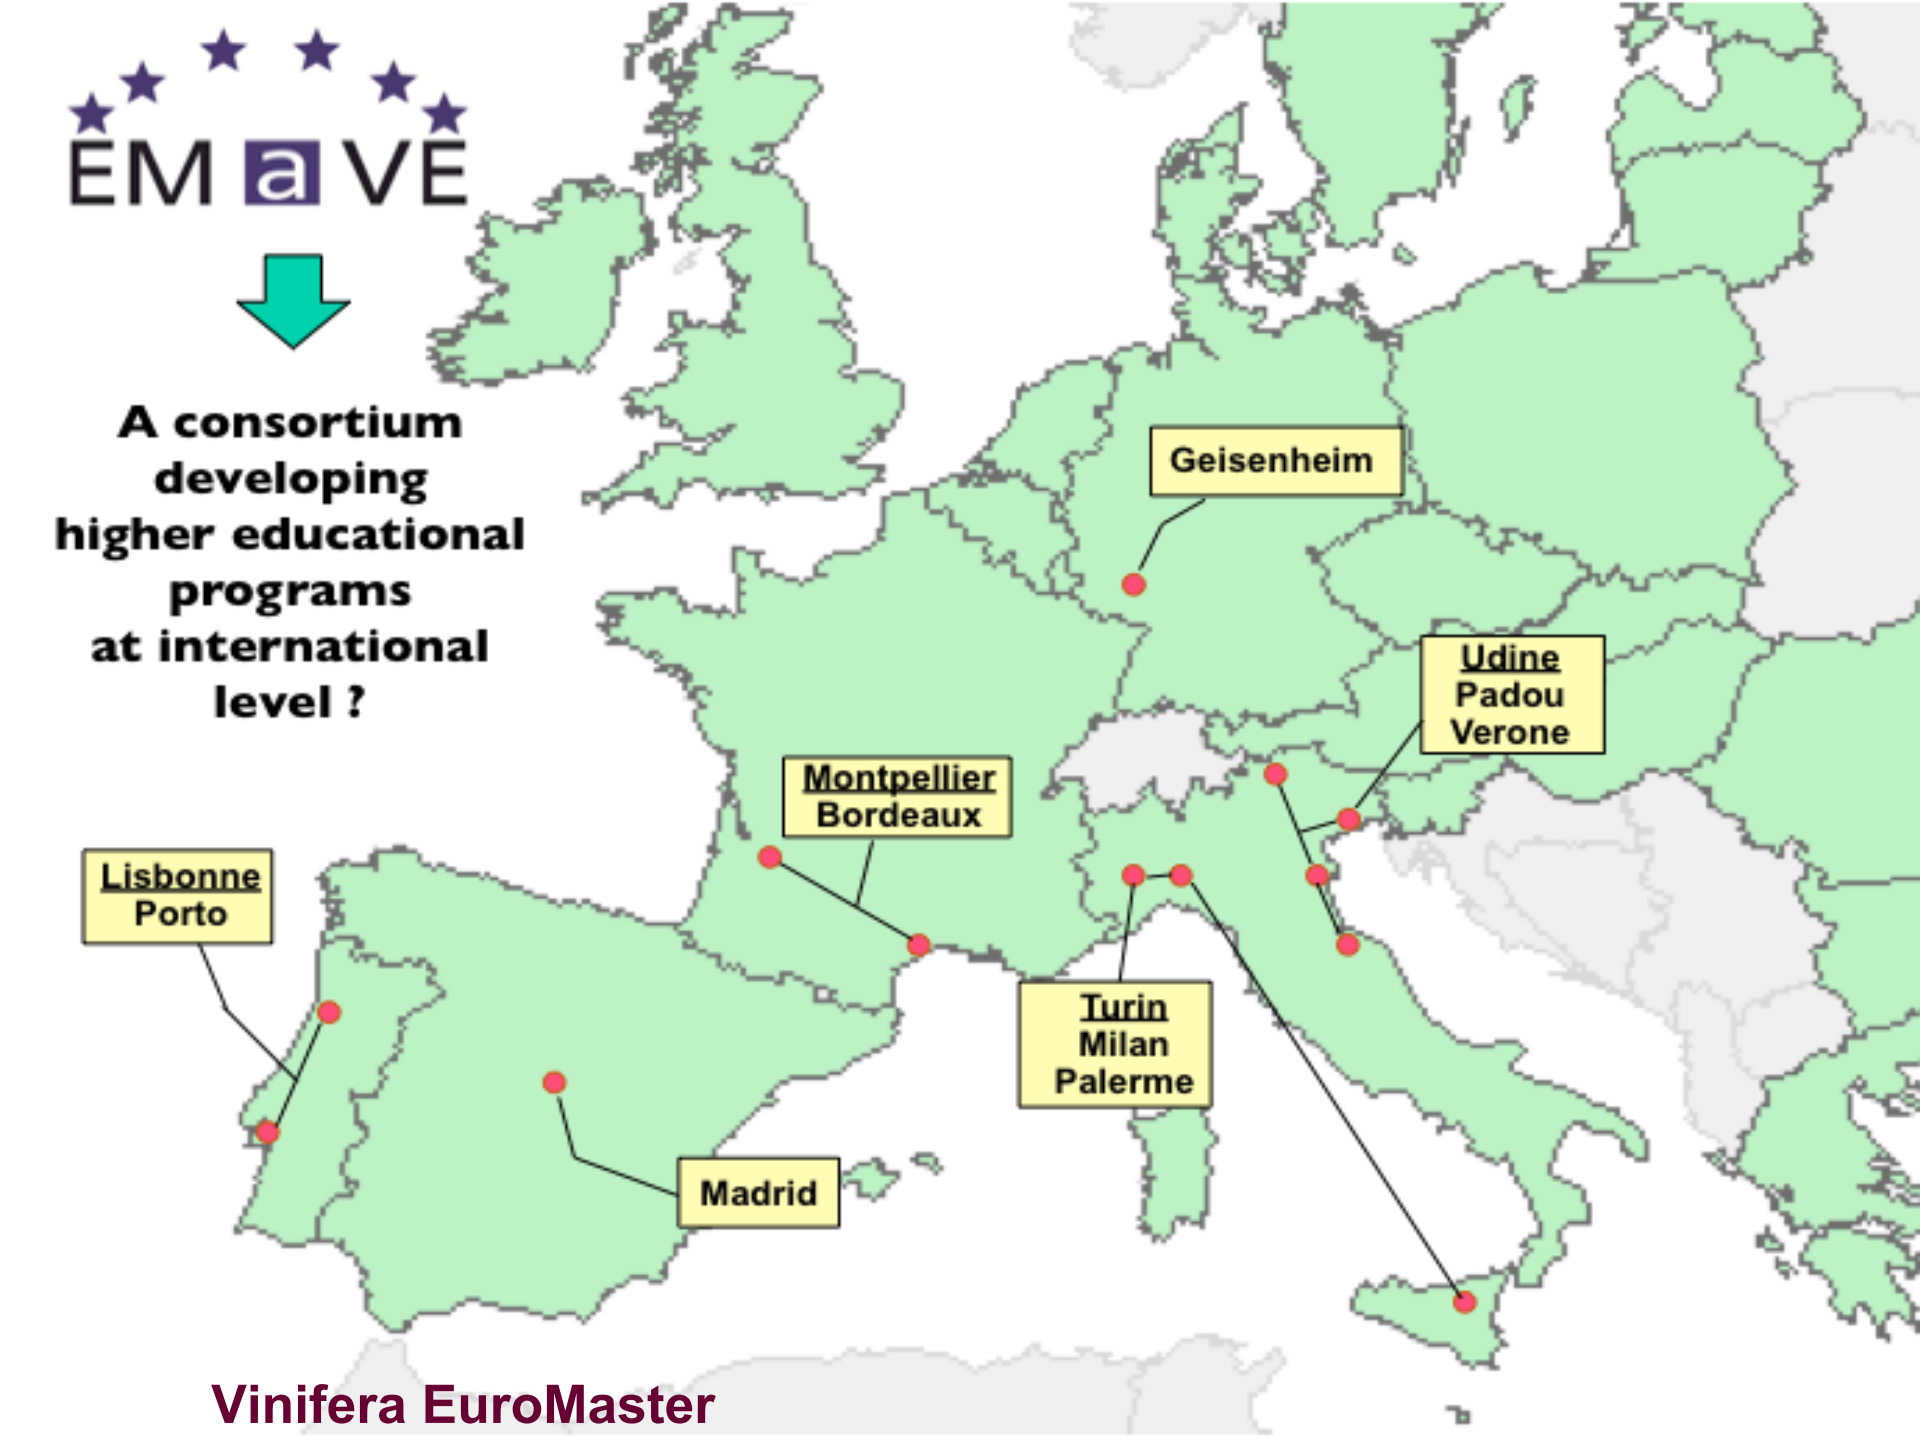 EMaVE
A consortium
developing
higher educational
programs
at international
level ?
Geisenheim
Udine
Padou
Verone
Montpellier
Bordeaux
Lisbonne
Porto
Turin
Milan
Palerme
Madrid
Vinifera EuroMaster